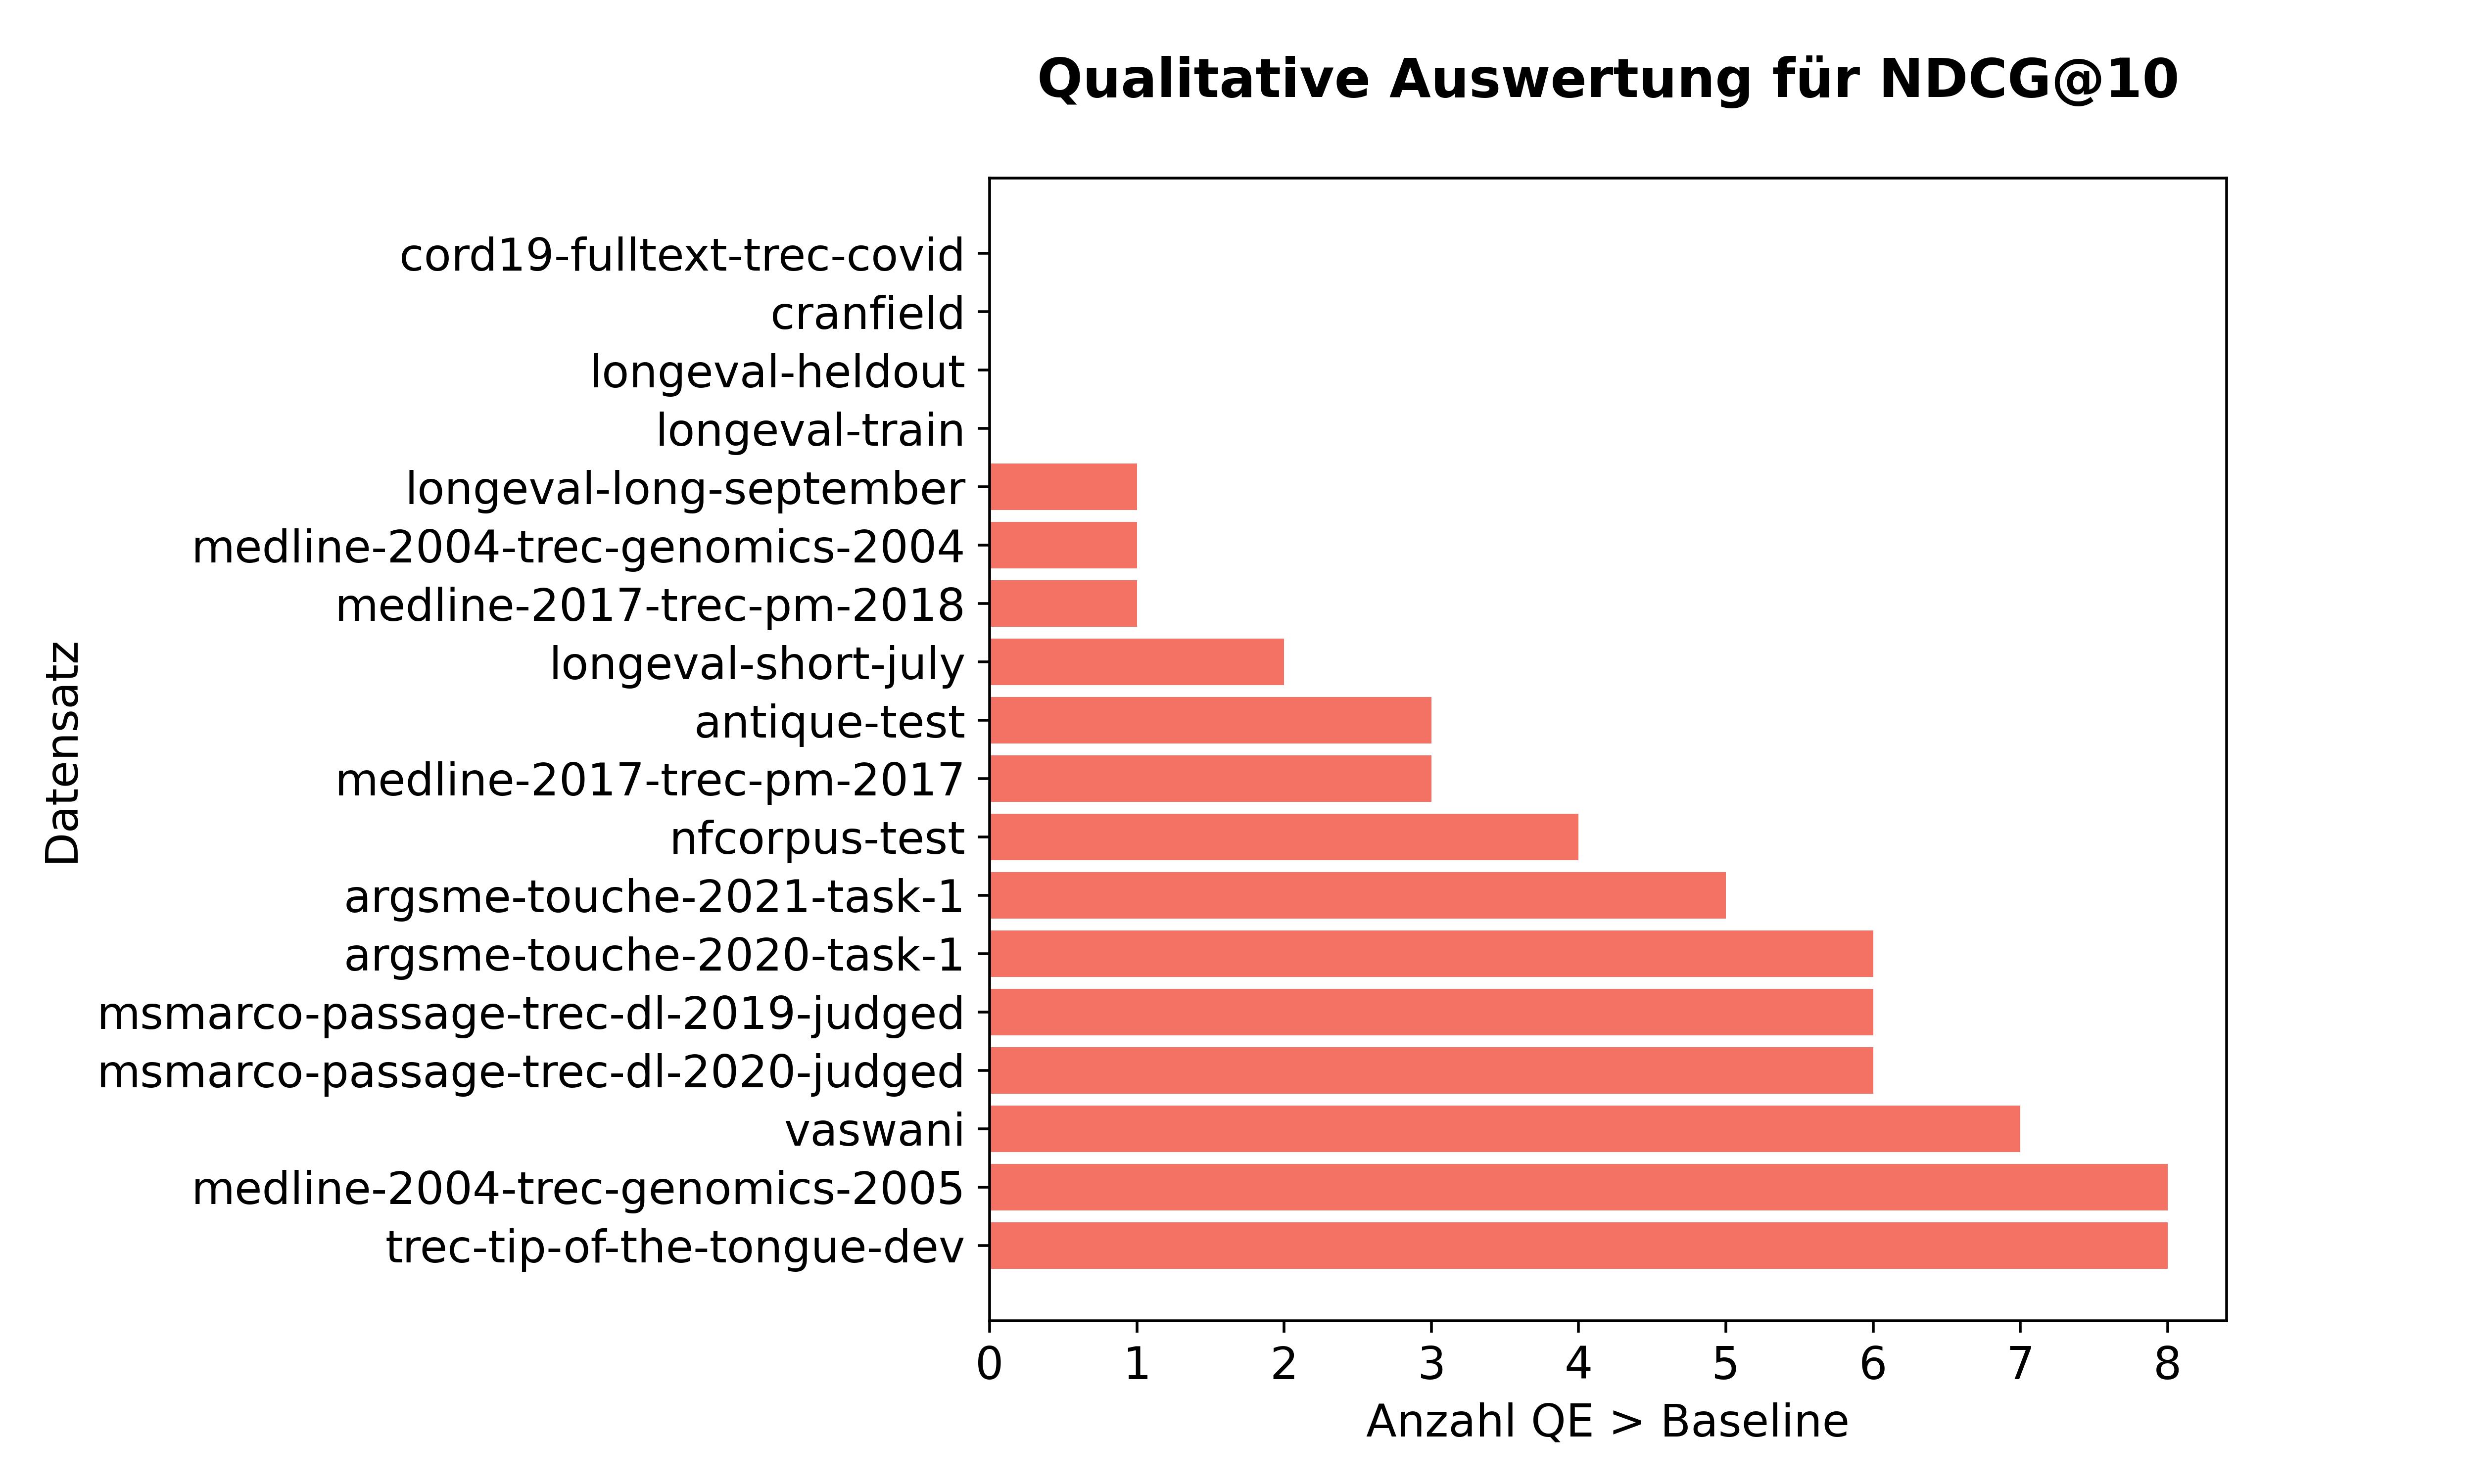 Qualitative Auswertung für NDCG@10
Datensatz
cord19-fulltext-trec-covid
cranfield
longeval-heldout
longeval-train
longeval-long-september
medline-2004-trec-genomics-2004
medline-2017-trec-pm-2018
longeval-short-july
antique-test
medline-2017-trec-pm-2017
nfcorpus-test
argsme-touche-2021-task-1
argsme-touche-2020-task-1
msmarco-passage-trec-dl-2019-judged
msmarco-passage-trec-dl-2020-judged
vaswani
medline-2004-trec-genomics-2005
trec-tip-of-the-tongue-dev
0 1 2 3 4 5 6 7 8
Anzahl QE > Baseline